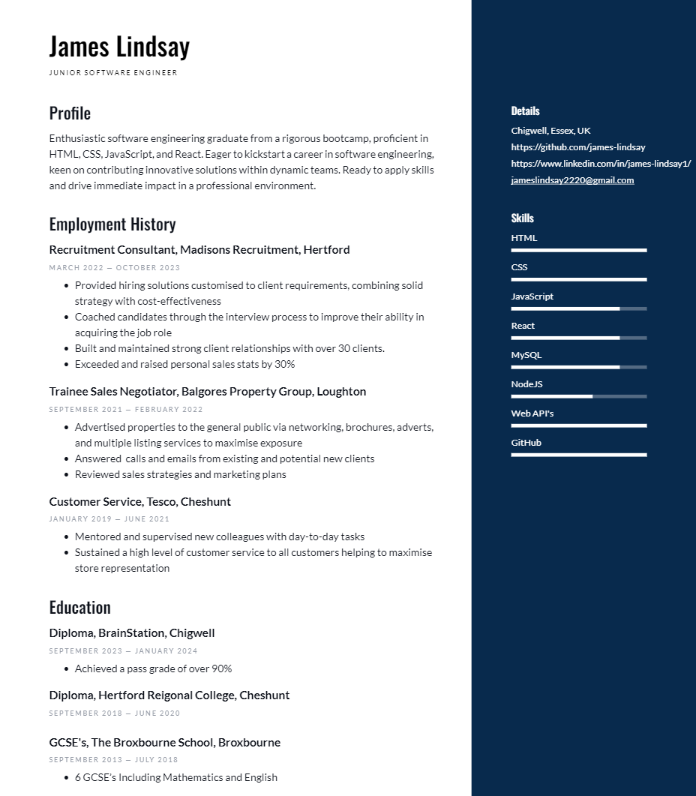 James Lindsay
JUNIOR SOFTWARE ENGINEER
Profile
Enthusiastic software engineering graduate from a rigorous bootcamp, proficient in
HTML, CSS, JavaScript, and React. Eager to kickstart a career in software engineering,
keen on contributing innovative solutions within dynamic teams. Ready to apply skills
and drive immediate impact in a professional environment.
Employment History
Recruitment Consultant, Madisons Recruitment, Hertford
MARCH 2022 — OCTOBER 2023
• Provided hiring solutions customised to client requirements, combining solid
strategy with cost-effectiveness
• Coached candidates through the interview process to improve their ability in
acquiring the job role
• Built and maintained strong client relationships with over 30 clients.
• Exceeded and raised personal sales stats by 30%
Trainee Sales Negotiator, Balgores Property Group, Loughton
SEPTEMBER 2021 — FEBRUARY 2022
• Advertised properties to the general public via networking, brochures, adverts,
and multiple listing services to maximise exposure
• Answered calls and emails from existing and potential new clients
• Reviewed sales strategies and marketing plans
Customer Service, Tesco, Cheshunt
JANUARY 2019 — JUNE 2021
• Mentored and supervised new colleagues with day-to-day tasks
• Sustained a high level of customer service to all customers helping to maximise
store representation
Education
Diploma, BrainStation, Chigwell
SEPTEMBER 2023 — JANUARY 2024
• Achieved a pass grade of over 90%
Diploma, Hertford Reigonal College, Cheshunt
SEPTEMBER 2018 — JUNE 2020
GCSE's, The Broxbourne School, Broxbourne
SEPTEMBER 2013 — JULY 2018
• 6 GCSE's Including Mathematics and English
Details
Chigwell, Essex, UK
https://github.com/james-lindsay
https://www.linkedin.com/in/james-lindsay1/
jameslindsay2220@gmail.com
Skills
HTML
CSS
JavaScript
React
MySQL
NodeJS
Web API's
GitHub